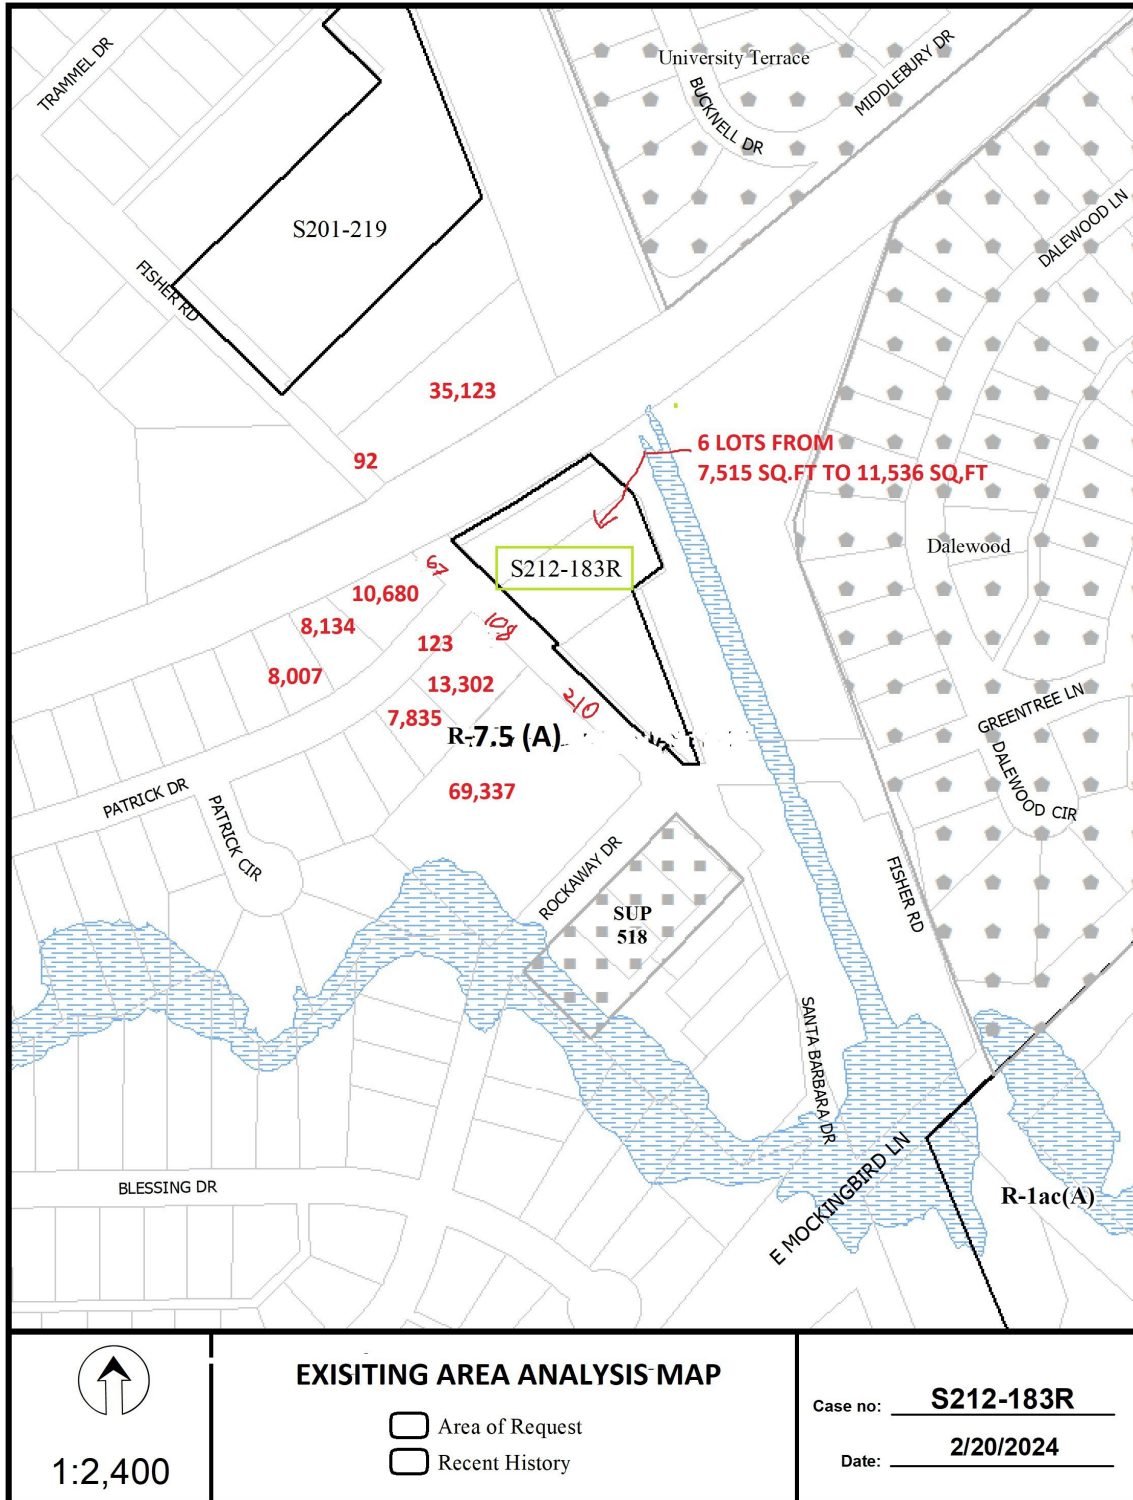 TRAMMEL DR
University Terrace
MIDDLEBURY DR
BUCKNELL DR
S201-219
DALEWOOD LN
FISHER RD
35,123
92
6 LOTS FROM
7,515 SQ.FT TO 11,536 SQ,FT
Dalewood
S212-183R
67
10,680
8,134
108
123
8,007
13,302
210
7,835
R-7.5 (A)
GREENTREE LN
DALEWOOD CIR
69,337
PATRICK DR
PATRICK CIR
ROCKAWAY DR
FISHER RD
SUP
518
SANTA BARBARA DR
E MOCKINGBIRD LN
BLESSING DR
R-1ac(A)
EXISITING AREA ANALYSIS MAP
Area of Request
Recent History
1:2,400
Case no: S212-183R
Date: 2/20/2024